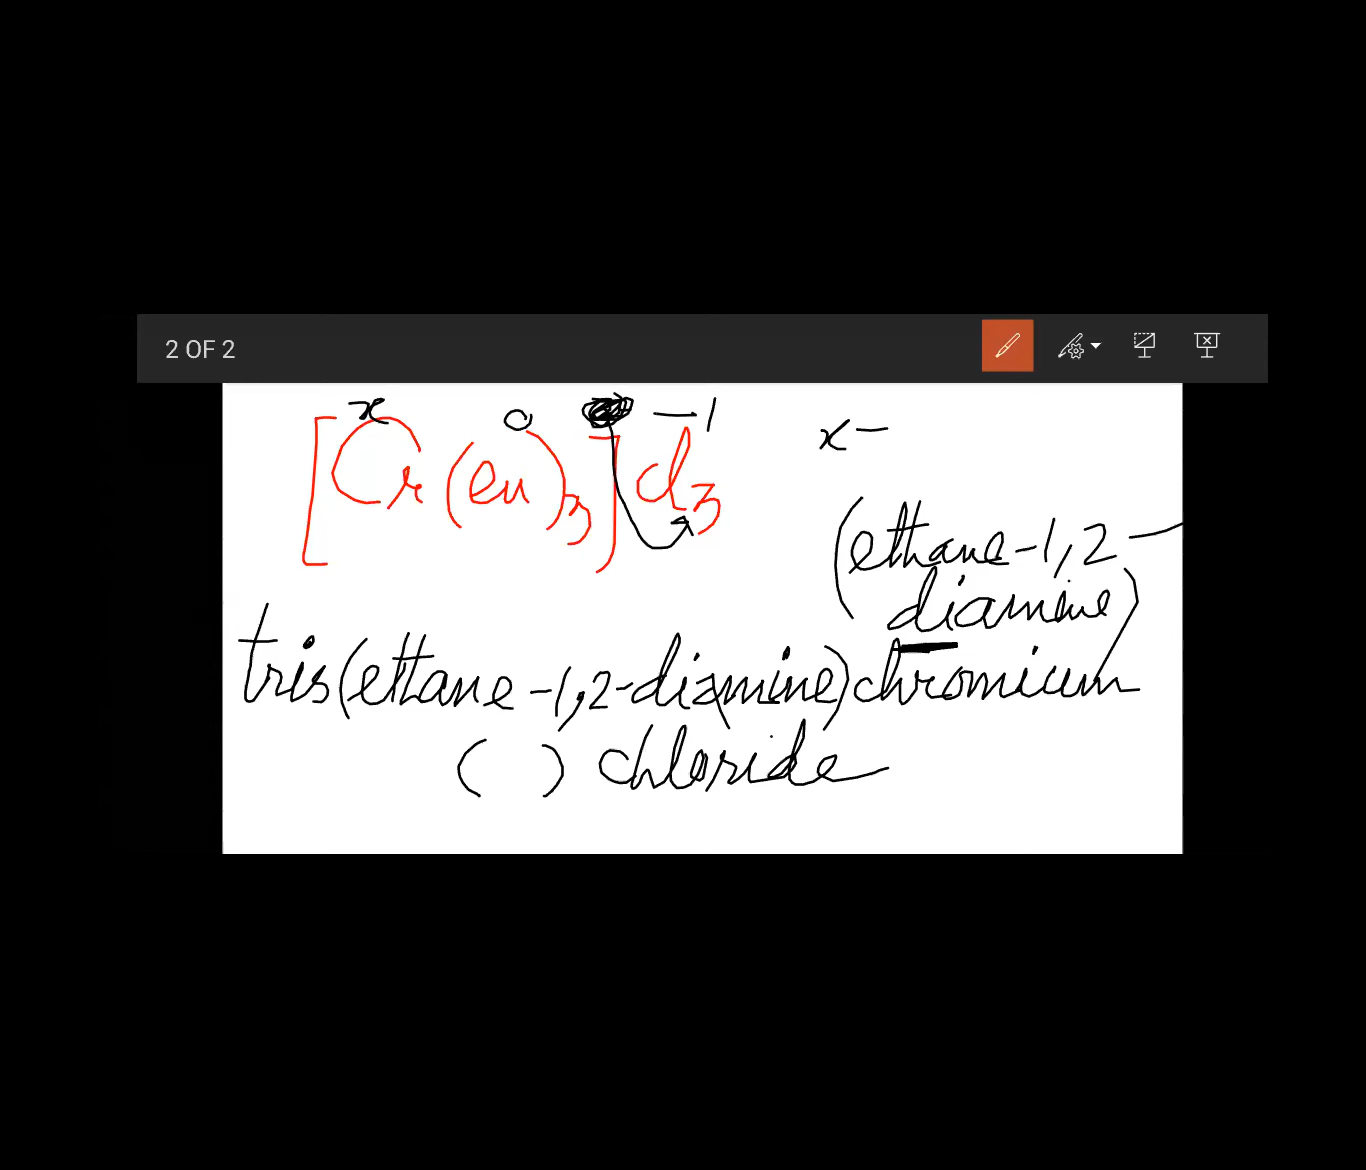 2 OF 2
x 0 -1
[Cr(en)3]Cl3
x-
(ethane-1,2-
diamine)
tris(ethane-1,2-diamine)chromium
( ) chloride